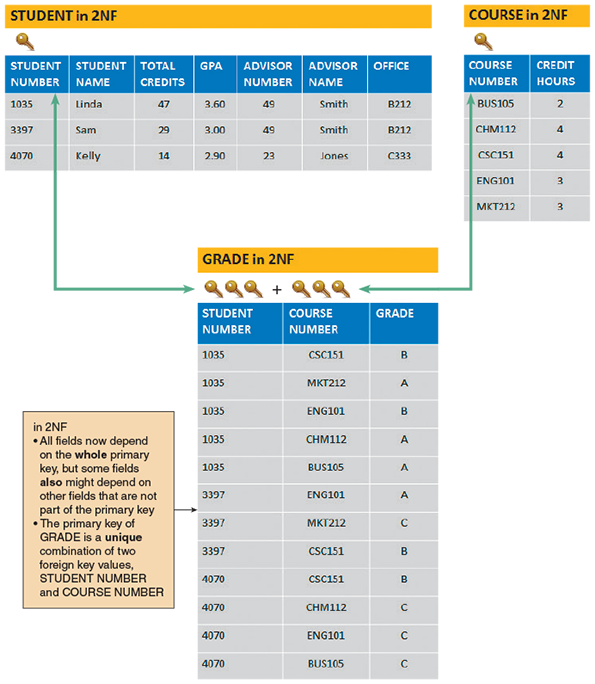 STUDENT in 2NF
STUDENT NUMBER STUDENT NAME TOTAL CREDITS GPA ADVISOR NUMBER ADVISOR NAME OFFICE
1035 Linda 47 3.60 49 Smith B212
3397 Sam 29 3.00 49 Smith B212
4070 Kelly 14 2.90 23 Jones C333
COURSE in 2NF
COURSE NUMBER CREDIT HOURS
BUS105 2
CHM112 4
CSC151 4
ENG101 3
MKT212 3
GRADE in 2NF
+
STUDENT NUMBER COURSE NUMBER GRADE
1035 CSC151 B
1035 MKT212 A
1035 ENG101 B
1035 CHM112 A
1035 BUS105 A
3397 ENG101 A
3397 MKT212 C
3397 CSC151 B
4070 CSC151 B
4070 CHM112 C
4070 ENG101 C
4070 BUS105 C
in 2NF
• All fields now depend
on the whole primary
key, but some fields
also might depend on
other fields that are not
part of the primary key
• The primary key of
GRADE is a unique
combination of two
foreign key values,
STUDENT NUMBER
and COURSE NUMBER